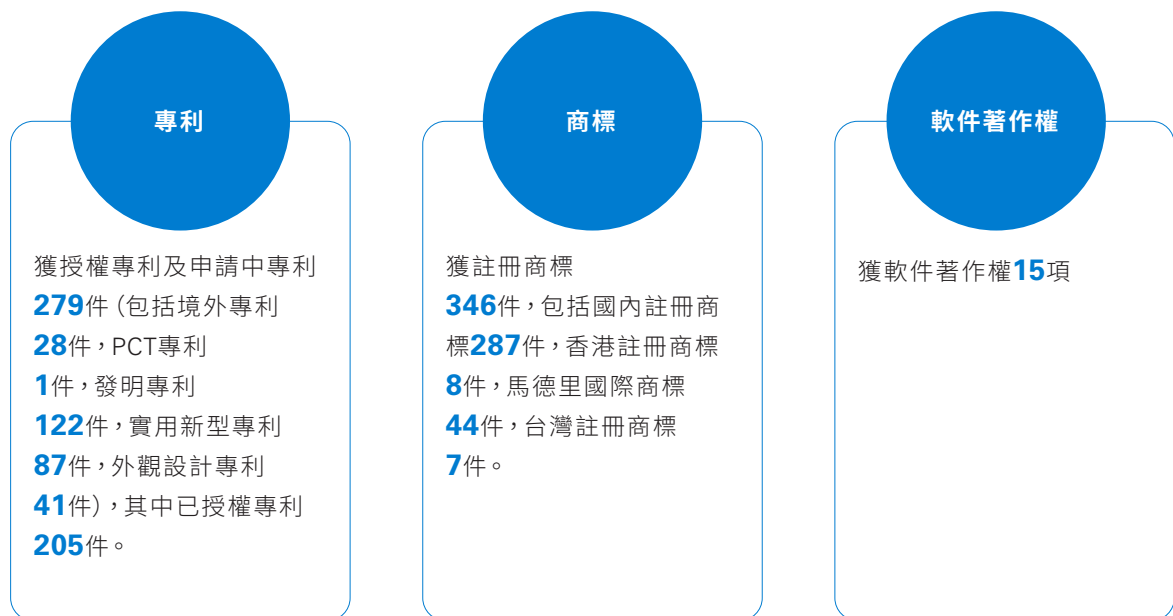 專利
獲授權專利及申請中專利
279件(包括境外專利
28件，PCT專利
1件，發明專利
122件，實用新型專利
87件，外觀設計專利
41件)，其中已授權專利
205件。
商標
獲註冊商標
346件，包括國內註冊商
標287件，香港註冊商標
8件，馬德里國際商標
44件，台灣註冊商標
7件。
軟件著作權
獲軟件著作權15項